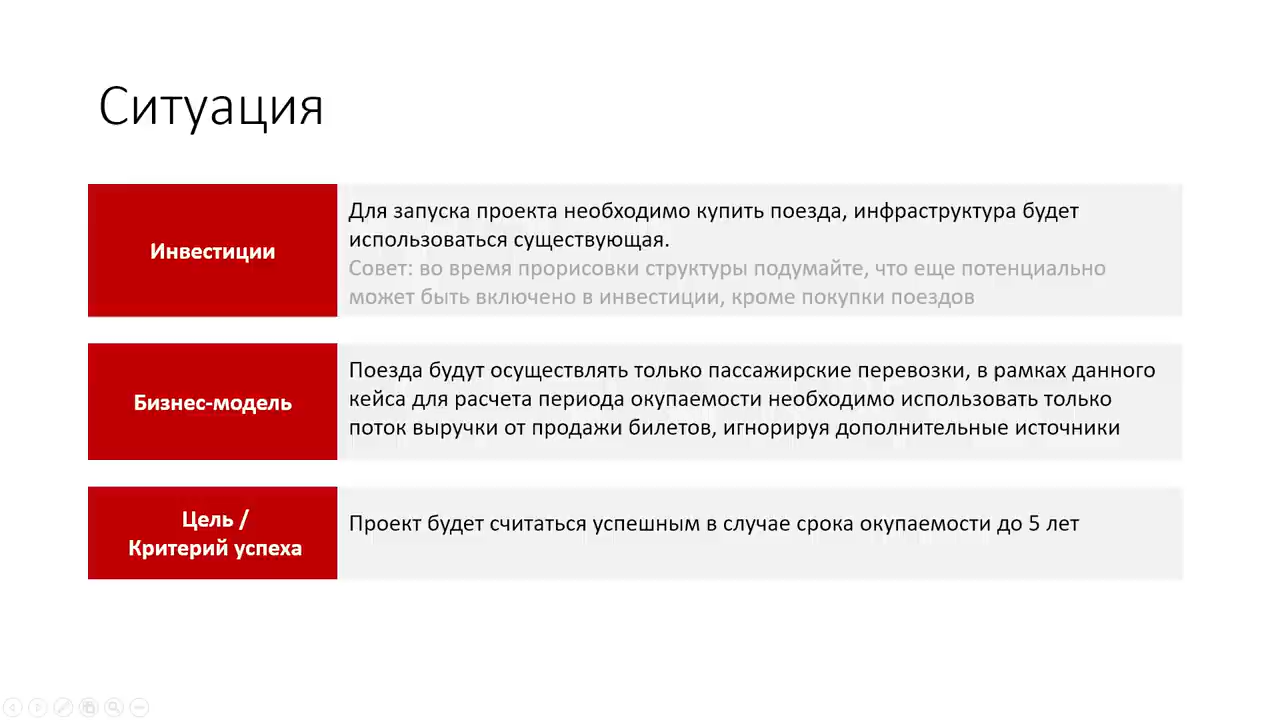 Ситуация
Инвестиции
Для запуска проекта необходимо купить поезда, инфраструктура будет
использоваться существующая.
Совет: во время прорисовки структуры подумайте, что еще потенциально
может быть включено в инвестиции, кроме покупки поездов
Бизнес-модель
Поезда будут осуществлять только пассажирские перевозки, в рамках данного
кейса для расчета периода окупаемости необходимо использовать только
поток выручки от продажи билетов, игнорируя дополнительные источники
Цель /
Критерий успеха
Проект будет считаться успешным в случае срока окупаемости до 5 лет